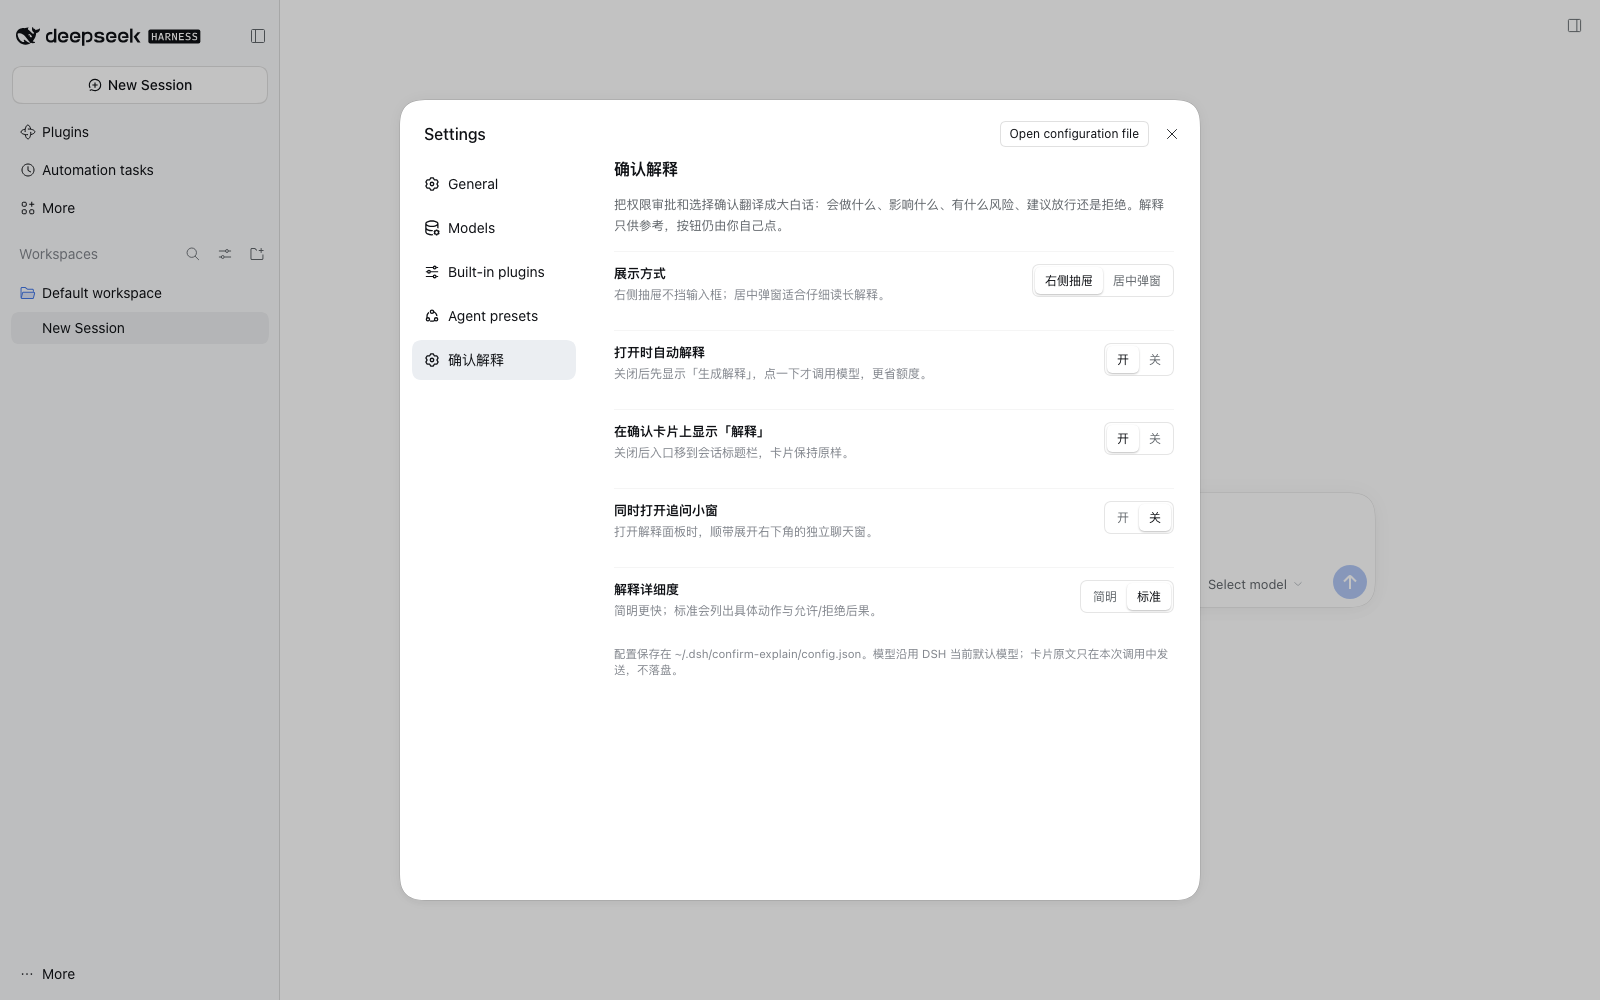 deepseek HARNESS
New Session
Plugins
Automation tasks
More
Workspaces
Default workspace
New Session
More
Settings
Open configuration file
General
Models
Built-in plugins
Agent presets
确认解释
确认解释
把权限审批和选择确认翻译成大白话：会做什么、影响什么、有什么风险、建议放行还是拒绝。解释
只供参考，按钮仍由你自己点。
展示方式
右侧抽屉不挡输入框；居中弹窗适合仔细读长解释。
右侧抽屉 居中弹窗
打开时自动解释
关闭后先显示「生成解释」，点一下才调用模型，更省额度。
开 关
在确认卡片上显示「解释」
关闭后入口移到会话标题栏，卡片保持原样。
开 关
同时打开追问小窗
打开解释面板时，顺带展开右下角的独立聊天窗。
开 关
解释详细度
简明更快；标准会列出具体动作与允许/拒绝后果。
简明 标准
配置保存在 ~/.dsh/confirm-explain/config.json。模型沿用 DSH 当前默认模型；卡片原文只在本次调用中发
送，不落盘。
Select model